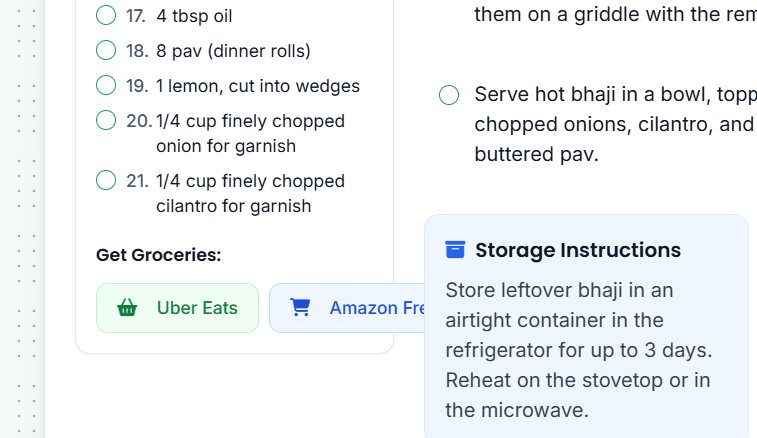 17. 4 tbsp oil
18. 8 pav (dinner rolls)
19. 1 lemon, cut into wedges
20. 1/4 cup finely chopped
onion for garnish
21. 1/4 cup finely chopped
cilantro for garnish
Get Groceries:
Uber Eats
Amazon
them on a griddle with the
Serve hot bhaji in a bowl,
chopped onions, cilantro, and
buttered pav.
Storage Instructions
Store leftover bhaji in an
airtight container in the
refrigerator for up to 3 days.
Reheat on the stovetop or in
the microwave.